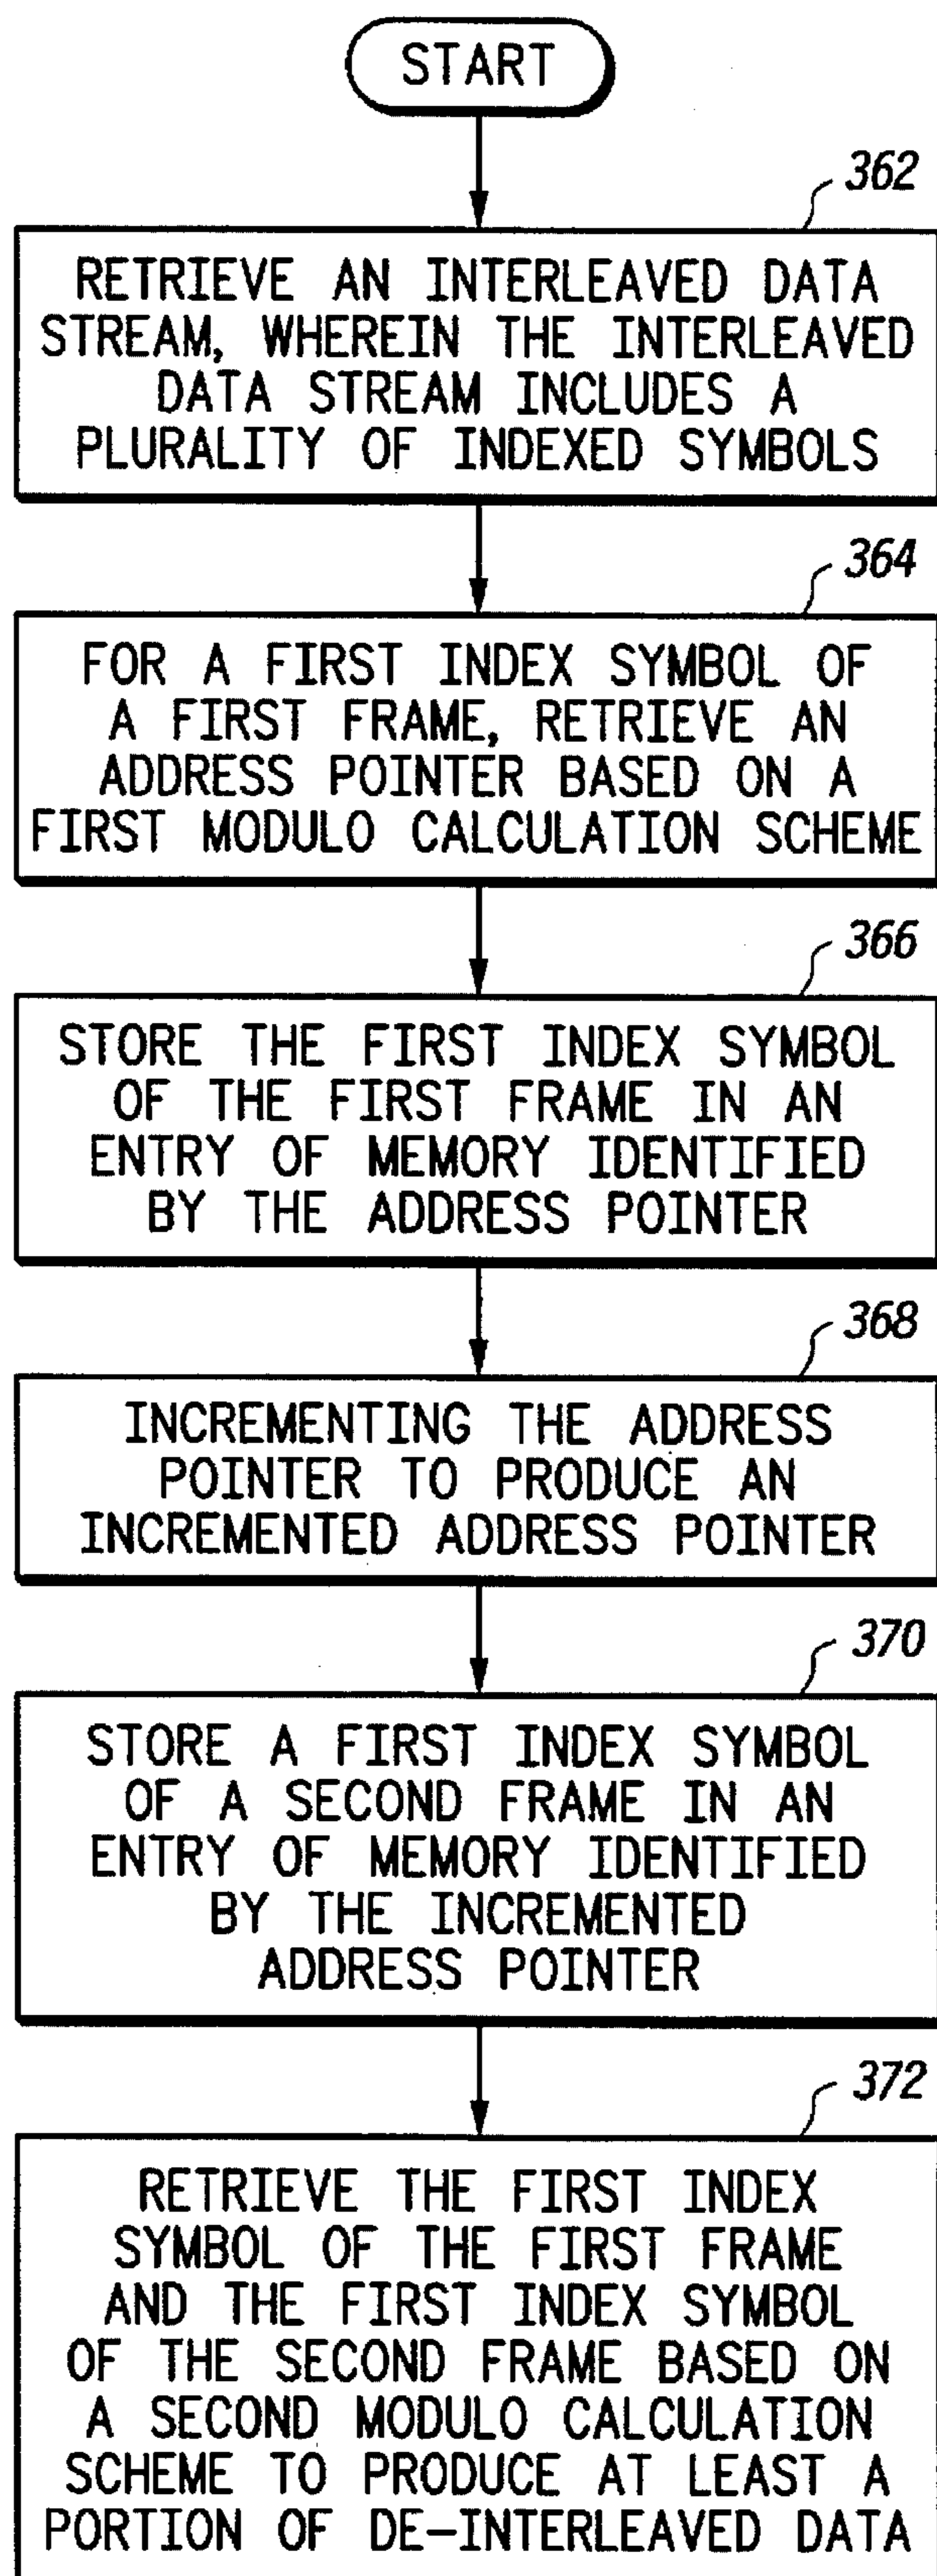 START
362
RETRIEVE AN INTERLEAVED DATA
STREAM, WHEREIN THE INTERLEAVED
DATA STREAM INCLUDES A
PLURALITY OF INDEXED SYMBOLS
364
FOR A FIRST INDEX SYMBOL OF
A FIRST FRAME, RETRIEVE AN
ADDRESS POINTER BASED ON A
FIRST MODULO CALCULATION SCHEME
366
STORE THE FIRST INDEX SYMBOL
OF THE FIRST FRAME IN AN
ENTRY OF MEMORY IDENTIFIED
BY THE ADDRESS POINTER
368
INCREMENTING THE ADDRESS
POINTER TO PRODUCE AN
INCREMENTED ADDRESS POINTER
370
STORE A FIRST INDEX SYMBOL
OF A SECOND FRAME IN AN
ENTRY OF MEMORY IDENTIFIED
BY THE INCREMENTED
ADDRESS POINTER
372
RETRIEVE THE FIRST INDEX
SYMBOL OF THE FIRST FRAME
AND THE FIRST INDEX SYMBOL
OF THE SECOND FRAME BASED ON
A SECOND MODULO CALCULATION
SCHEME TO PRODUCE AT LEAST A
PORTION OF DE-INTERLEAVED DATA